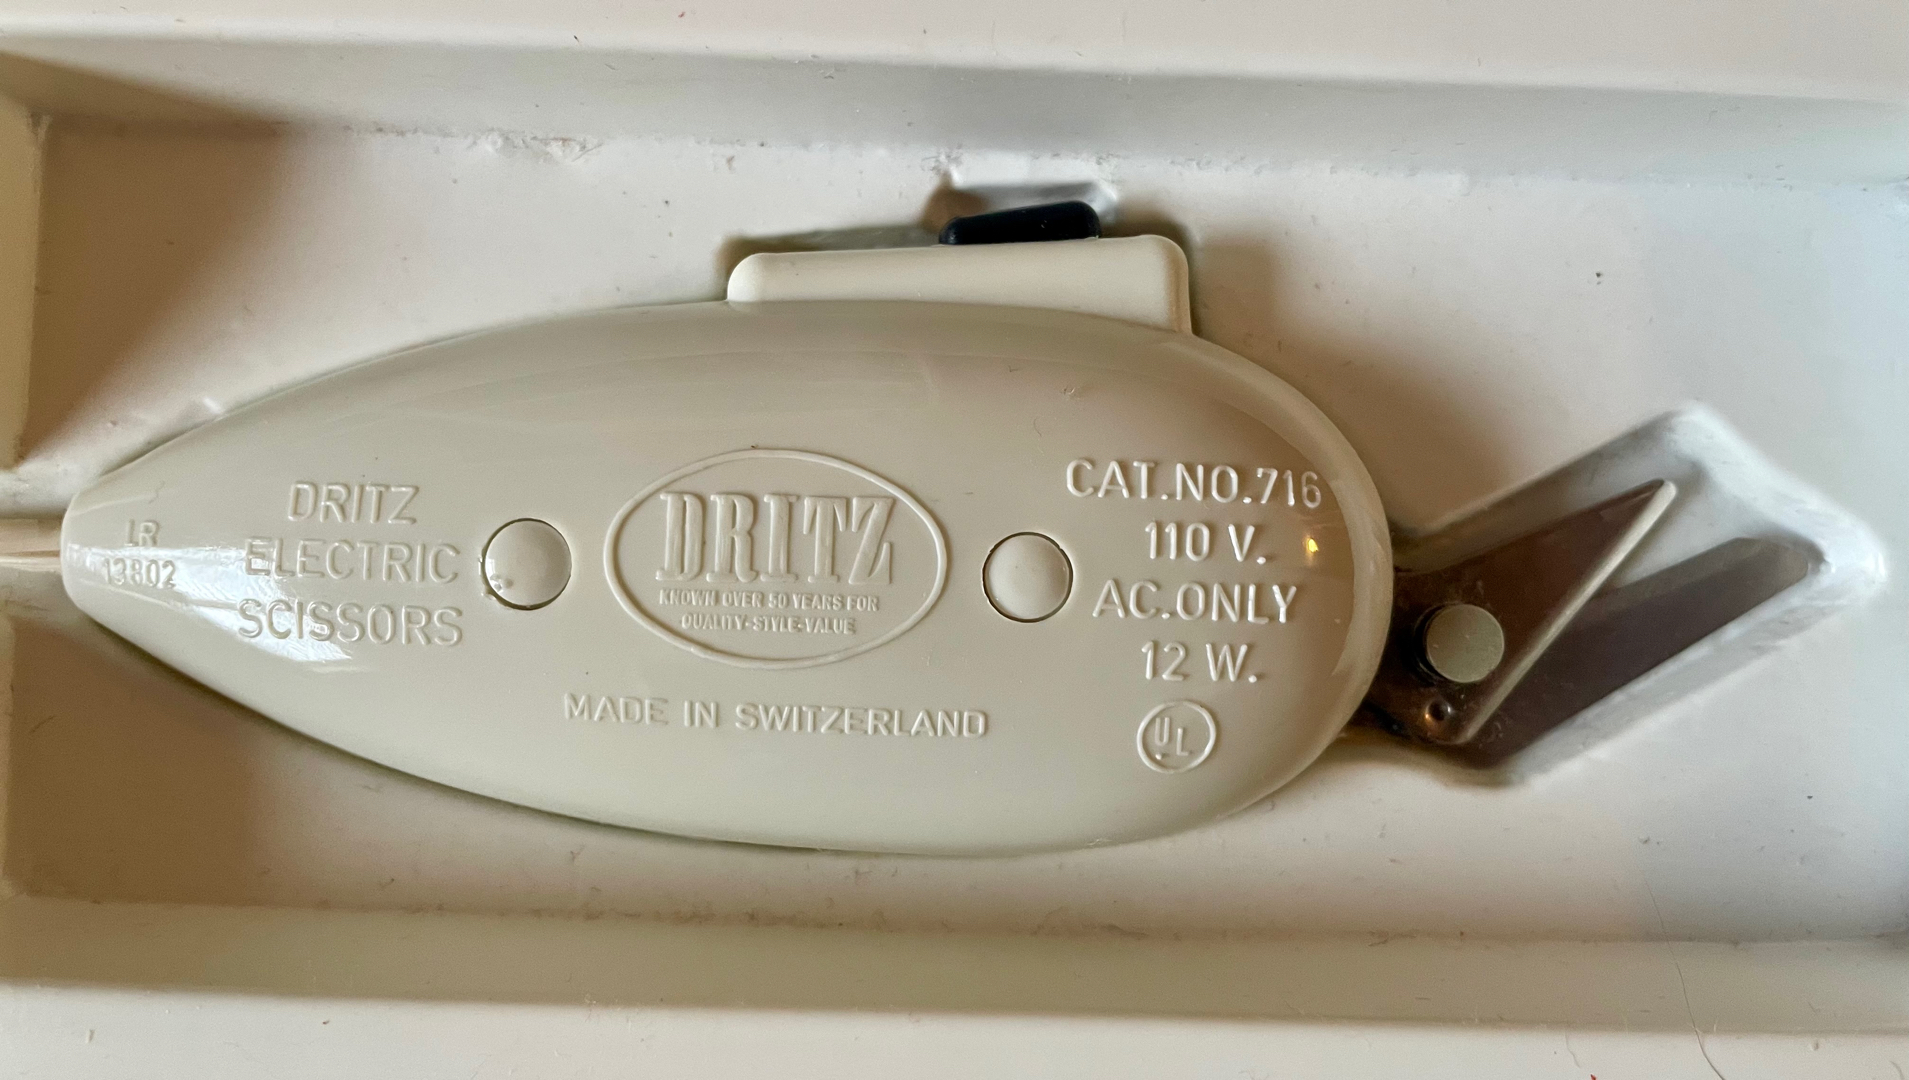 LR
13802
DRITZ
ELECTRIC
SCISSORS
DRITZ
KNOWN OVER 50 YEARS FOR
QUALITY-STYLE-VALUE
MADE IN SWITZERLAND
CAT.NO.716
110 V.
AC.ONLY
12 W.
UL